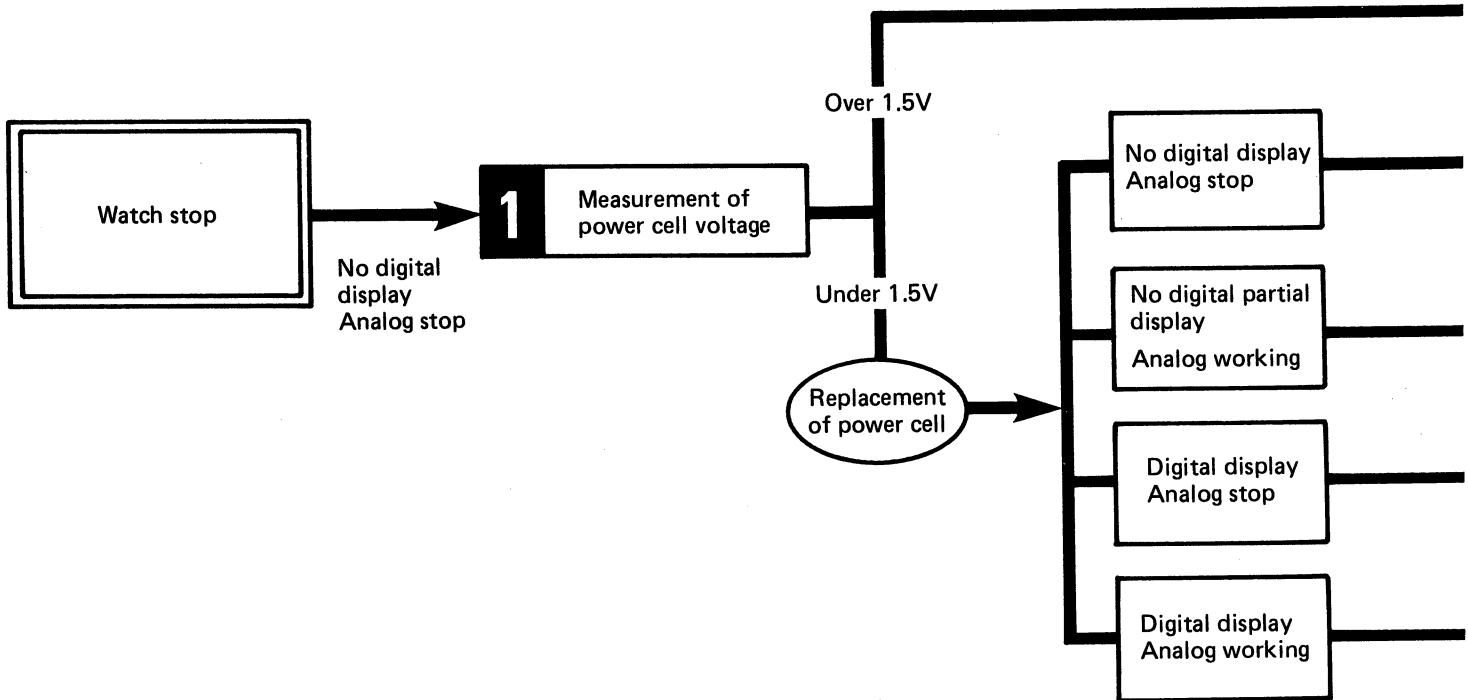 Watch stop
No digital
display
Analog stop
1
Measurement of
power cell voltage
Over 1.5V
Under 1.5V
Replacement
of power cell
No digital display
Analog stop
No digital partial
display
Analog working
Digital display
Analog stop
Digital display
Analog working